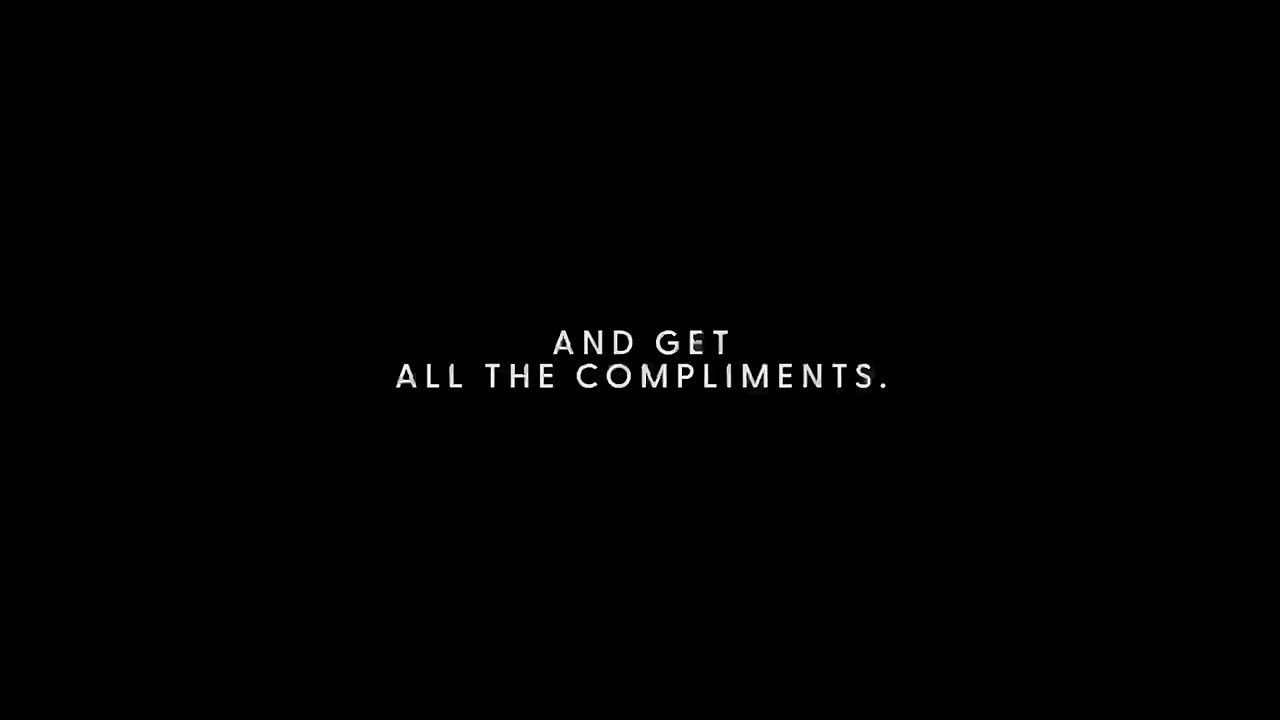 AND GET
ALL THE COMPLIMENTS.